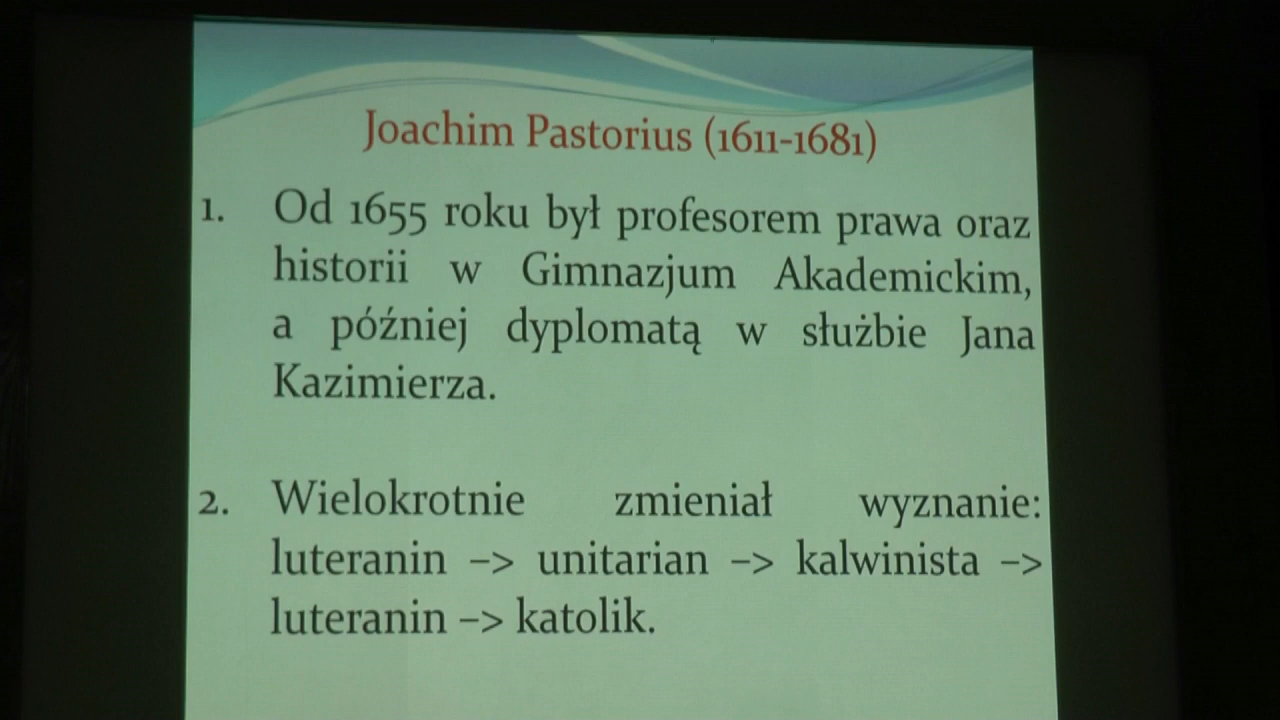 Joachim Pastorius (1611-1681)
1. Od 1655 roku był profesorem prawa oraz
historii w Gimnazjum Akademickim,
a później dyplomatą w służbie Jana
Kazimierza.
2. Wielokrotnie zmieniał wyznanie:
luteranin –> unitarian –> kalwinista –>
luteranin –> katolik.